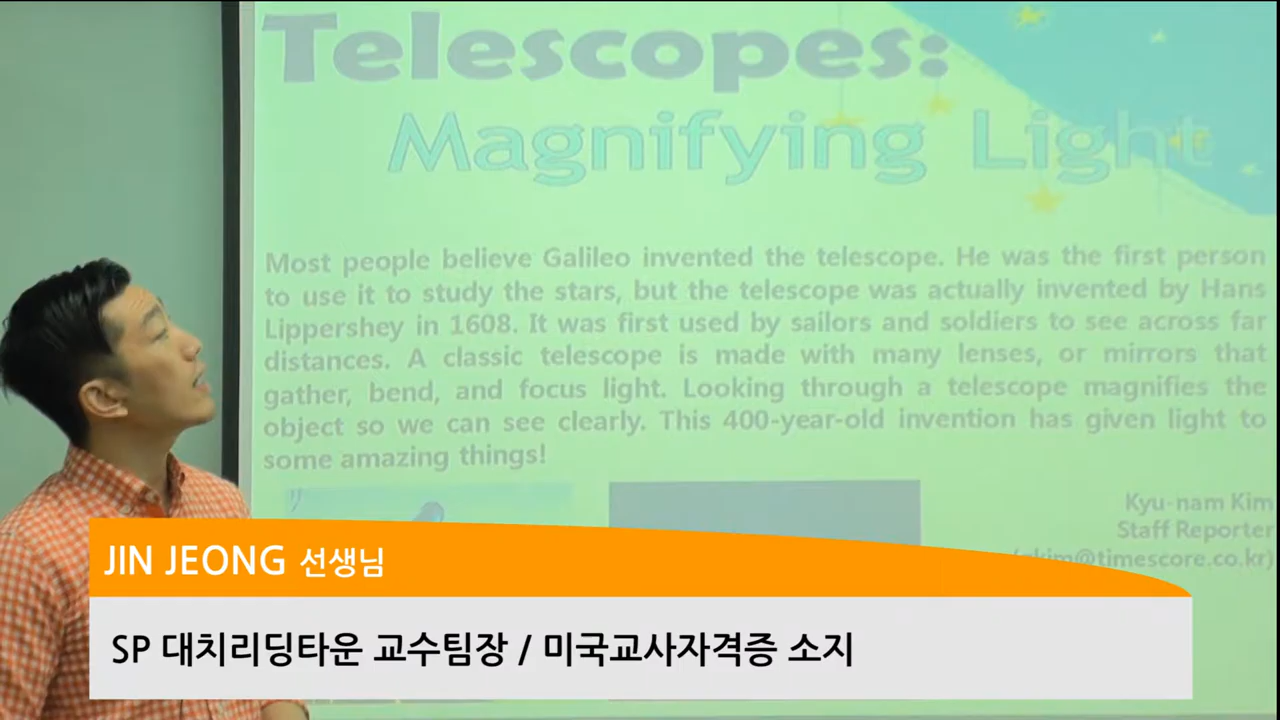 Telescopes:
Magnifying Light
Most people believe Galileo invented the telescope. He was the first person
to use it to study the stars, but the telescope was actually invented by Hans
Lippershey in 1608. It was first used by sailors and soldiers to see across far
distances. A classic telescope is made with many lenses, or mirrors that
gather, bend, and focus light. Looking through a telescope magnifies the
object so we can see clearly. This 400-year-old invention has given light to
some amazing things!
Kyu-nam Kim
Staff Reporter
JIN JEONG 선생님
SP 대치리딩타운 교수팀장 / 미국교사자격증 소지